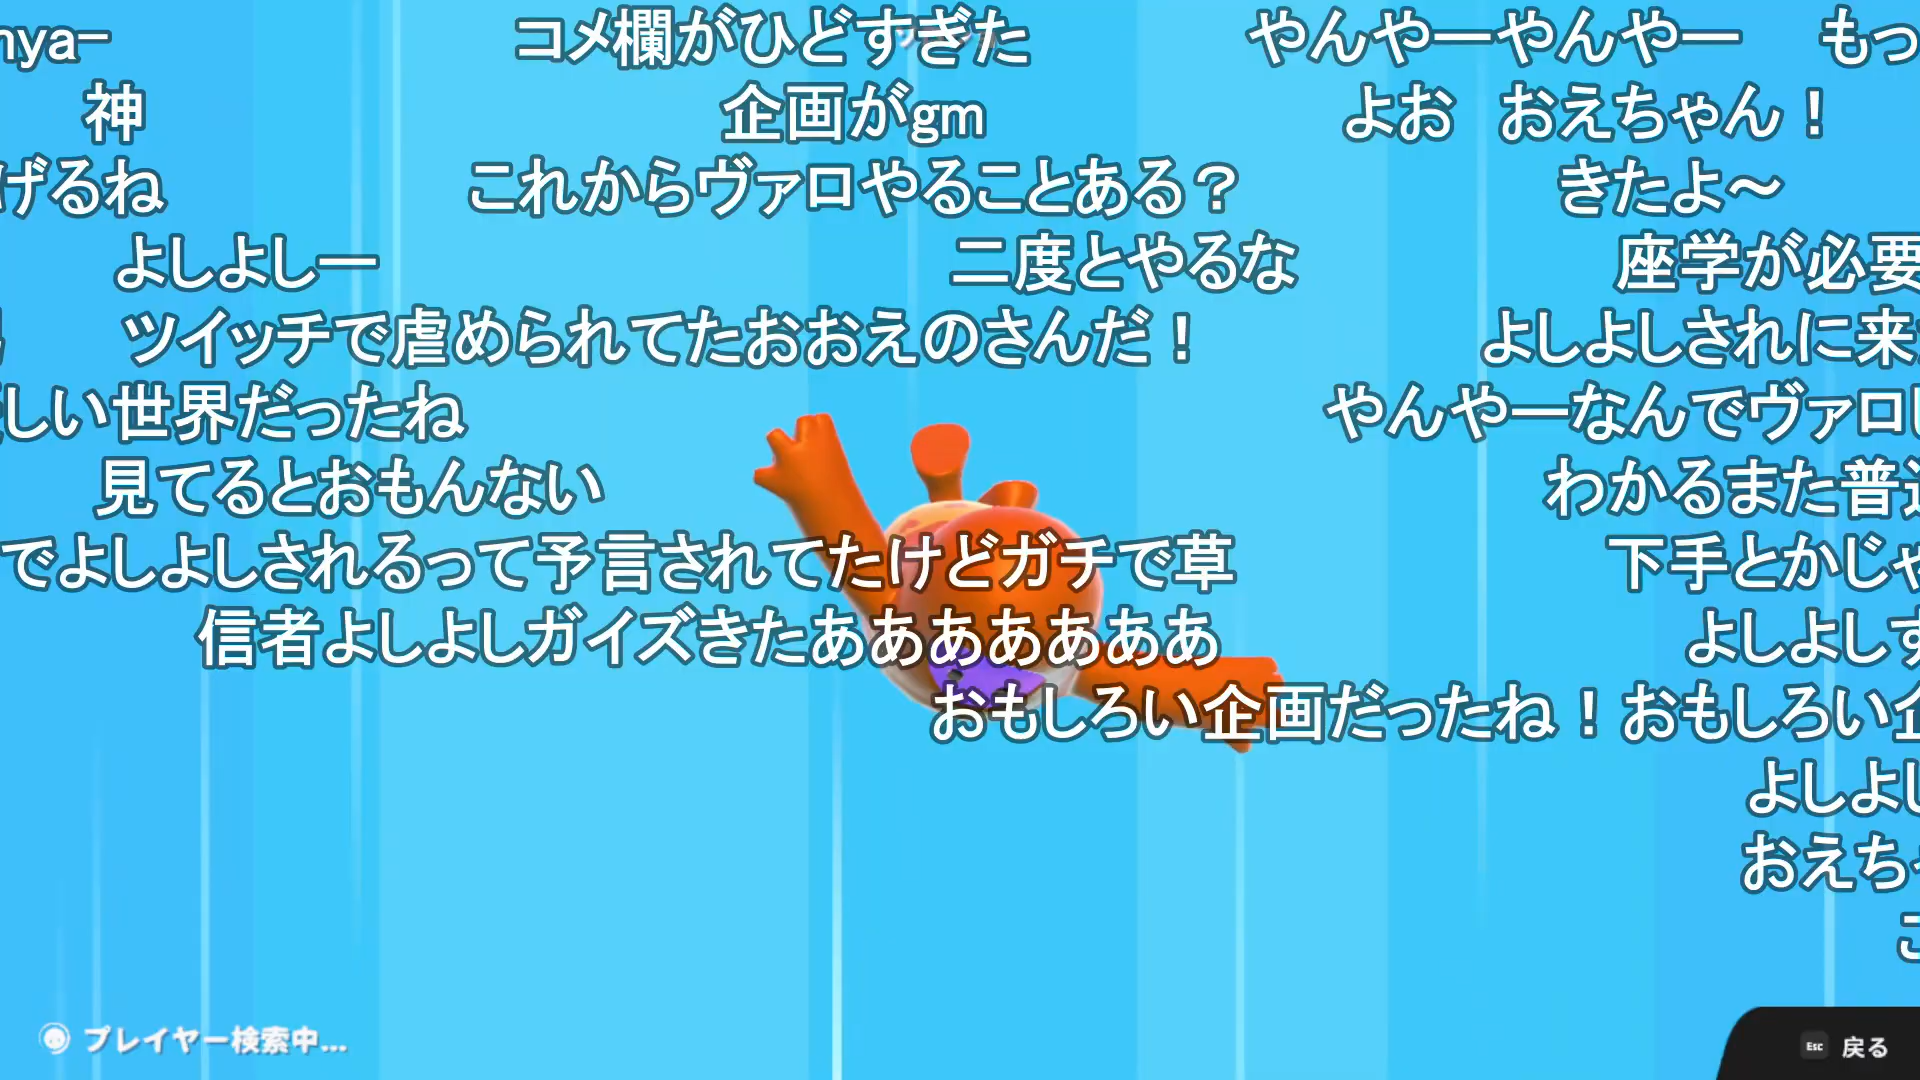 nya-　コメ欄がひどすぎた　やんやーやんやー　もっ
神　企画がgm　よお　おえちゃん！
げるね　これからヴァロやることある？　きたよ～
よしよしー　二度とやるな　座学が必要
ツイッチで虐められてたおおえのさんだ！　よしよしされに来
しい世界だったね　やんやーなんでヴァロ
見てるとおもんない　わかるまた普通
でよしよしされるって予言されてたけどガチで草　下手とかじゃ
信者よしよしガイズきたあああああああ　よしよしす
おもしろい企画だったね！おもしろい企
よしよし
おえちゃ
プレイヤー検索中...
Esc 戻る